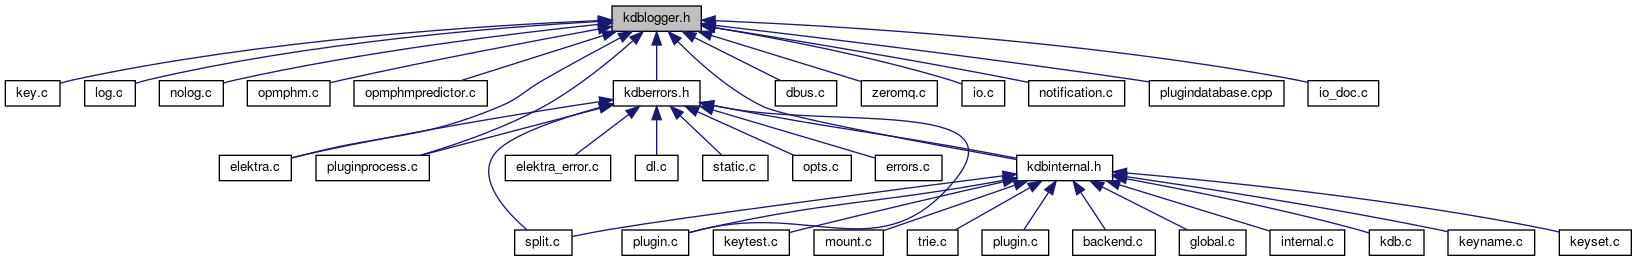 kdblogger.h
key.c
log.c
nolog.c
opmphm.c
opmphmpredictor.c
kdberrors.h
dbus.c
zeromq.c
io.c
notification.c
plugindatabase.cpp
io_doc.c
elektra.c
pluginprocess.c
elektra_error.c
dl.c
static.c
opts.c
errors.c
kdbinternal.h
split.c
plugin.c
keytest.c
mount.c
trie.c
plugin.c
backend.c
global.c
internal.c
kdb.c
keyname.c
keyset.c